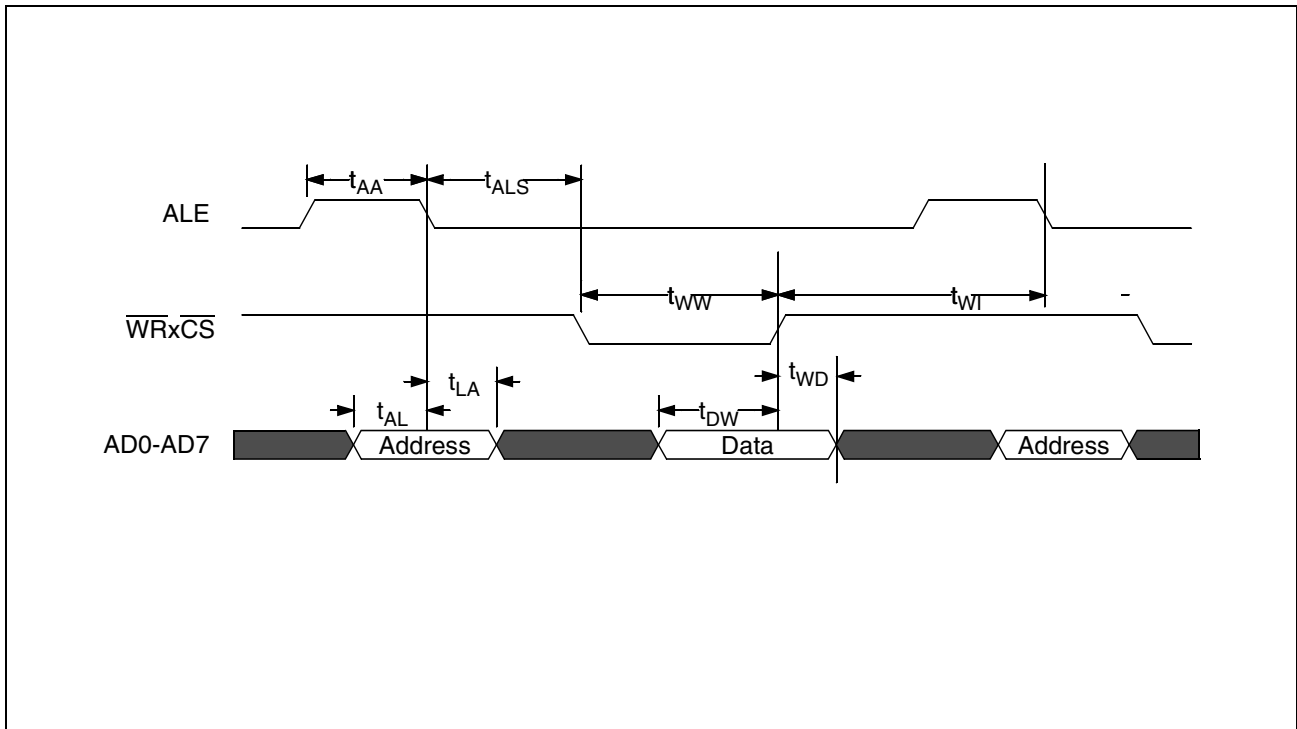 tAA
tALS
ALE
tWW
tWI
WRxCS
tWD
tLA
tAL
tDW
AD0-AD7
Address
Data
Address